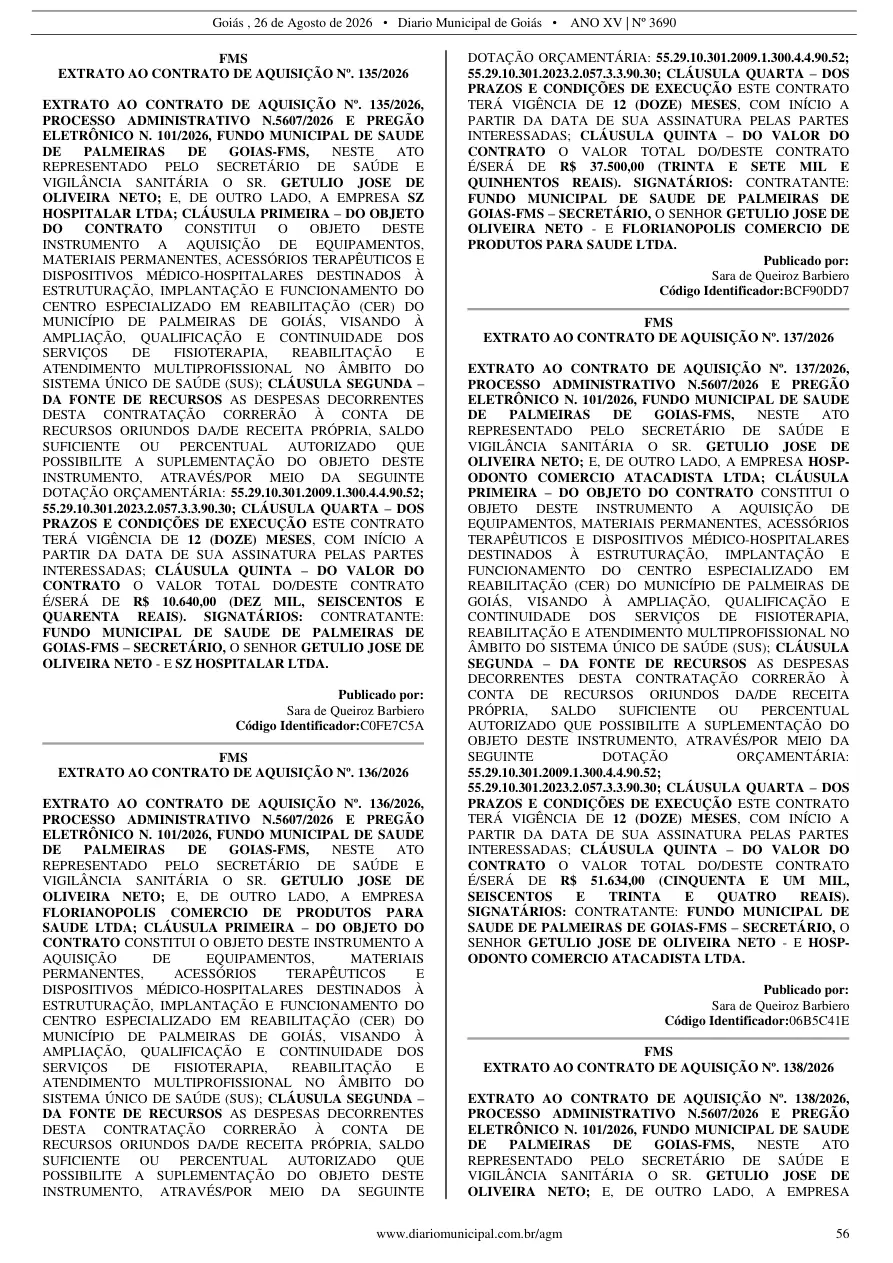 Goiás , 26 de Agosto de 2026 • Diario Municipal de Goiás • ANO XV | Nº 3690
FMS
EXTRATO AO CONTRATO DE AQUISIÇÃO Nº. 135/2026
EXTRATO AO CONTRATO DE AQUISIÇÃO Nº. 135/2026,
PROCESSO ADMINISTRATIVO N.5607/2026 E PREGÃO
ELETRÔNICO N. 101/2026, FUNDO MUNICIPAL DE SAUDE
DE PALMEIRAS DE GOIAS-FMS, NESTE ATO
REPRESENTADO PELO SECRETÁRIO DE SAÚDE E
VIGILÂNCIA SANITÁRIA O SR. GETULIO JOSE DE
OLIVEIRA NETO; E, DE OUTRO LADO, A EMPRESA SZ
HOSPITALAR LTDA; CLÁUSULA PRIMEIRA – DO OBJETO
DO CONTRATO CONSTITUI O OBJETO DESTE
INSTRUMENTO A AQUISIÇÃO DE EQUIPAMENTOS,
MATERIAIS PERMANENTES, ACESSÓRIOS TERAPÊUTICOS E
DISPOSITIVOS MÉDICO-HOSPITALARES DESTINADOS À
ESTRUTURAÇÃO, IMPLANTAÇÃO E FUNCIONAMENTO DO
CENTRO ESPECIALIZADO EM REABILITAÇÃO (CER) DO
MUNICÍPIO DE PALMEIRAS DE GOIÁS, VISANDO À
AMPLIAÇÃO, QUALIFICAÇÃO E CONTINUIDADE DOS
SERVIÇOS DE FISIOTERAPIA, REABILITAÇÃO E
ATENDIMENTO MULTIPROFISSIONAL NO ÂMBITO DO
SISTEMA ÚNICO DE SAÚDE (SUS); CLÁUSULA SEGUNDA –
DA FONTE DE RECURSOS AS DESPESAS DECORRENTES
DESTA CONTRATAÇÃO CORRERÃO À CONTA DE
RECURSOS ORIUNDOS DA/DE RECEITA PRÓPRIA, SALDO
SUFICIENTE OU PERCENTUAL AUTORIZADO QUE
POSSIBILITE A SUPLEMENTAÇÃO DO OBJETO DESTE
INSTRUMENTO, ATRAVÉS/POR MEIO DA SEGUINTE
DOTAÇÃO ORÇAMENTÁRIA: 55.29.10.301.2009.1.300.4.4.90.52;
55.29.10.301.2023.2.057.3.3.90.30; CLÁUSULA QUARTA – DOS
PRAZOS E CONDIÇÕES DE EXECUÇÃO ESTE CONTRATO
TERÁ VIGÊNCIA DE 12 (DOZE) MESES, COM INÍCIO A
PARTIR DA DATA DE SUA ASSINATURA PELAS PARTES
INTERESSADAS; CLÁUSULA QUINTA – DO VALOR DO
CONTRATO O VALOR TOTAL DO/DESTE CONTRATO
É/SERÁ DE R$ 10.640,00 (DEZ MIL, SEISCENTOS E
QUARENTA REAIS). SIGNATÁRIOS: CONTRATANTE:
FUNDO MUNICIPAL DE SAUDE DE PALMEIRAS DE
GOIAS-FMS – SECRETÁRIO, O SENHOR GETULIO JOSE DE
OLIVEIRA NETO - E SZ HOSPITALAR LTDA.
Publicado por:
Sara de Queiroz Barbiero
Código Identificador:C0FE7C5A
FMS
EXTRATO AO CONTRATO DE AQUISIÇÃO Nº. 136/2026
EXTRATO AO CONTRATO DE AQUISIÇÃO Nº. 136/2026,
PROCESSO ADMINISTRATIVO N.5607/2026 E PREGÃO
ELETRÔNICO N. 101/2026, FUNDO MUNICIPAL DE SAUDE
DE PALMEIRAS DE GOIAS-FMS, NESTE ATO
REPRESENTADO PELO SECRETÁRIO DE SAÚDE E
VIGILÂNCIA SANITÁRIA O SR. GETULIO JOSE DE
OLIVEIRA NETO; E, DE OUTRO LADO, A EMPRESA
FLORIANOPOLIS COMERCIO DE PRODUTOS PARA
SAUDE LTDA; CLÁUSULA PRIMEIRA – DO OBJETO DO
CONTRATO CONSTITUI O OBJETO DESTE INSTRUMENTO A
AQUISIÇÃO DE EQUIPAMENTOS, MATERIAIS
PERMANENTES, ACESSÓRIOS TERAPÊUTICOS E
DISPOSITIVOS MÉDICO-HOSPITALARES DESTINADOS À
ESTRUTURAÇÃO, IMPLANTAÇÃO E FUNCIONAMENTO DO
CENTRO ESPECIALIZADO EM REABILITAÇÃO (CER) DO
MUNICÍPIO DE PALMEIRAS DE GOIÁS, VISANDO À
AMPLIAÇÃO, QUALIFICAÇÃO E CONTINUIDADE DOS
SERVIÇOS DE FISIOTERAPIA, REABILITAÇÃO E
ATENDIMENTO MULTIPROFISSIONAL NO ÂMBITO DO
SISTEMA ÚNICO DE SAÚDE (SUS); CLÁUSULA SEGUNDA –
DA FONTE DE RECURSOS AS DESPESAS DECORRENTES
DESTA CONTRATAÇÃO CORRERÃO À CONTA DE
RECURSOS ORIUNDOS DA/DE RECEITA PRÓPRIA, SALDO
SUFICIENTE OU PERCENTUAL AUTORIZADO QUE
POSSIBILITE A SUPLEMENTAÇÃO DO OBJETO DESTE
INSTRUMENTO, ATRAVÉS/POR MEIO DA SEGUINTE
DOTAÇÃO ORÇAMENTÁRIA: 55.29.10.301.2009.1.300.4.4.90.52;
55.29.10.301.2023.2.057.3.3.90.30; CLÁUSULA QUARTA – DOS
PRAZOS E CONDIÇÕES DE EXECUÇÃO ESTE CONTRATO
TERÁ VIGÊNCIA DE 12 (DOZE) MESES, COM INÍCIO A
PARTIR DA DATA DE SUA ASSINATURA PELAS PARTES
INTERESSADAS; CLÁUSULA QUINTA – DO VALOR DO
CONTRATO O VALOR TOTAL DO/DESTE CONTRATO
É/SERÁ DE R$ 37.500,00 (TRINTA E SETE MIL E
QUINHENTOS REAIS). SIGNATÁRIOS: CONTRATANTE:
FUNDO MUNICIPAL DE SAUDE DE PALMEIRAS DE
GOIAS-FMS – SECRETÁRIO, O SENHOR GETULIO JOSE DE
OLIVEIRA NETO - E FLORIANOPOLIS COMERCIO DE
PRODUTOS PARA SAUDE LTDA.
Publicado por:
Sara de Queiroz Barbiero
Código Identificador:BCF90DD7
FMS
EXTRATO AO CONTRATO DE AQUISIÇÃO Nº. 137/2026
EXTRATO AO CONTRATO DE AQUISIÇÃO Nº. 137/2026,
PROCESSO ADMINISTRATIVO N.5607/2026 E PREGÃO
ELETRÔNICO N. 101/2026, FUNDO MUNICIPAL DE SAUDE
DE PALMEIRAS DE GOIAS-FMS, NESTE ATO
REPRESENTADO PELO SECRETÁRIO DE SAÚDE E
VIGILÂNCIA SANITÁRIA O SR. GETULIO JOSE DE
OLIVEIRA NETO; E, DE OUTRO LADO, A EMPRESA HOSP-
ODONTO COMERCIO ATACADISTA LTDA; CLÁUSULA
PRIMEIRA – DO OBJETO DO CONTRATO CONSTITUI O
OBJETO DESTE INSTRUMENTO A AQUISIÇÃO DE
EQUIPAMENTOS, MATERIAIS PERMANENTES, ACESSÓRIOS
TERAPÊUTICOS E DISPOSITIVOS MÉDICO-HOSPITALARES
DESTINADOS À ESTRUTURAÇÃO, IMPLANTAÇÃO E
FUNCIONAMENTO DO CENTRO ESPECIALIZADO EM
REABILITAÇÃO (CER) DO MUNICÍPIO DE PALMEIRAS DE
GOIÁS, VISANDO À AMPLIAÇÃO, QUALIFICAÇÃO E
CONTINUIDADE DOS SERVIÇOS DE FISIOTERAPIA,
REABILITAÇÃO E ATENDIMENTO MULTIPROFISSIONAL NO
ÂMBITO DO SISTEMA ÚNICO DE SAÚDE (SUS); CLÁUSULA
SEGUNDA – DA FONTE DE RECURSOS AS DESPESAS
DECORRENTES DESTA CONTRATAÇÃO CORRERÃO À
CONTA DE RECURSOS ORIUNDOS DA/DE RECEITA
PRÓPRIA, SALDO SUFICIENTE OU PERCENTUAL
AUTORIZADO QUE POSSIBILITE A SUPLEMENTAÇÃO DO
OBJETO DESTE INSTRUMENTO, ATRAVÉS/POR MEIO DA
SEGUINTE DOTAÇÃO ORÇAMENTÁRIA:
55.29.10.301.2009.1.300.4.4.90.52;
55.29.10.301.2023.2.057.3.3.90.30; CLÁUSULA QUARTA – DOS
PRAZOS E CONDIÇÕES DE EXECUÇÃO ESTE CONTRATO
TERÁ VIGÊNCIA DE 12 (DOZE) MESES, COM INÍCIO A
PARTIR DA DATA DE SUA ASSINATURA PELAS PARTES
INTERESSADAS; CLÁUSULA QUINTA – DO VALOR DO
CONTRATO O VALOR TOTAL DO/DESTE CONTRATO
É/SERÁ DE R$ 51.634,00 (CINQUENTA E UM MIL,
SEISCENTOS E TRINTA E QUATRO REAIS).
SIGNATÁRIOS: CONTRATANTE: FUNDO MUNICIPAL DE
SAUDE DE PALMEIRAS DE GOIAS-FMS – SECRETÁRIO, O
SENHOR GETULIO JOSE DE OLIVEIRA NETO - E HOSP-
ODONTO COMERCIO ATACADISTA LTDA.
Publicado por:
Sara de Queiroz Barbiero
Código Identificador:06B5C41E
FMS
EXTRATO AO CONTRATO DE AQUISIÇÃO Nº. 138/2026
EXTRATO AO CONTRATO DE AQUISIÇÃO Nº. 138/2026,
PROCESSO ADMINISTRATIVO N.5607/2026 E PREGÃO
ELETRÔNICO N. 101/2026, FUNDO MUNICIPAL DE SAUDE
DE PALMEIRAS DE GOIAS-FMS, NESTE ATO
REPRESENTADO PELO SECRETÁRIO DE SAÚDE E
VIGILÂNCIA SANITÁRIA O SR. GETULIO JOSE DE
OLIVEIRA NETO; E, DE OUTRO LADO, A EMPRESA
www.diariomunicipal.com.br/agm 56